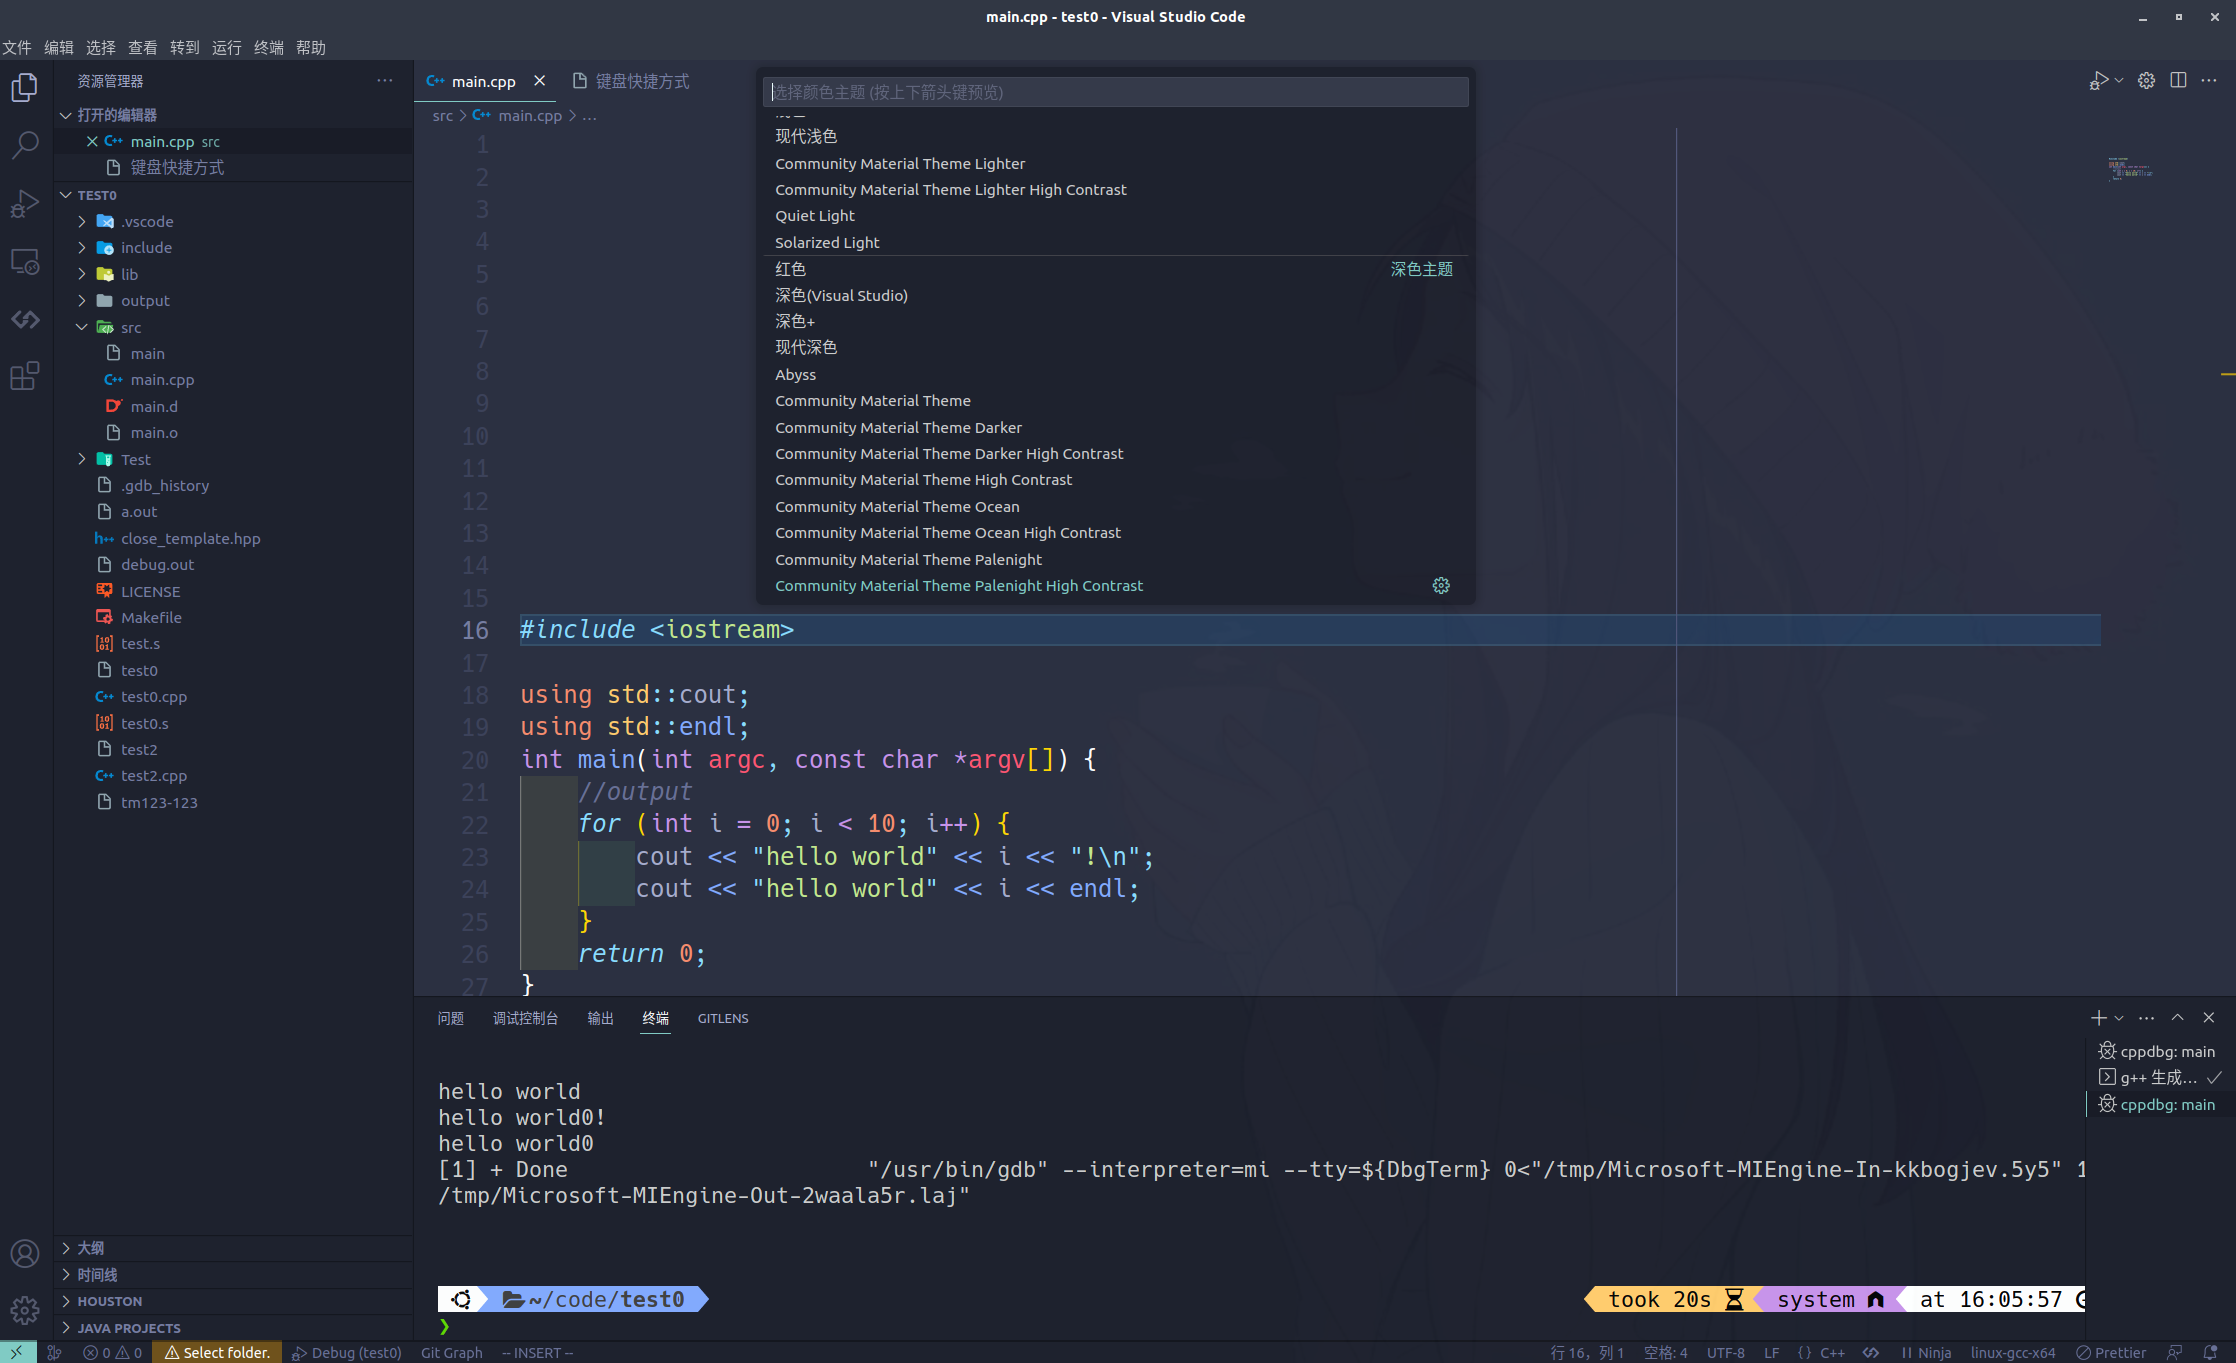 main.cpp - test0 - Visual Studio Code
文件 编辑 选择 查看 转到 运行 终端 帮助
资源管理器
打开的编辑器
main.cpp src
键盘快捷方式
TEST0
.vscode
include
lib
output
src
main
main.cpp
main.d
main.o
Test
.gdb_history
a.out
close_template.hpp
debug.out
LICENSE
Makefile
test.s
test0
test0.cpp
test0.s
test2
test2.cpp
tm123-123
大纲
时间线
HOUSTON
JAVA PROJECTS
main.cpp 键盘快捷方式
src > main.cpp > ...
选择颜色主题 (按上下箭头键预览)
现代浅色
Community Material Theme Lighter
Community Material Theme Lighter High Contrast
Quiet Light
Solarized Light
红色 深色主题
深色(Visual Studio)
深色+
现代深色
Abyss
Community Material Theme
Community Material Theme Darker
Community Material Theme Darker High Contrast
Community Material Theme High Contrast
Community Material Theme Ocean
Community Material Theme Ocean High Contrast
Community Material Theme Palenight
Community Material Theme Palenight High Contrast
1
2
3
4
5
6
7
8
9
10
11
12
13
14
15
16 #include <iostream>
17
18 using std::cout;
19 using std::endl;
20 int main(int argc, const char *argv[]) {
21 //output
22 for (int i = 0; i < 10; i++) {
23 cout << "hello world" << i << "!\n";
24 cout << "hello world" << i << endl;
25 }
26 return 0;
27 }
问题 调试控制台 输出 终端 GITLENS
hello world
hello world0!
hello world0
[1] + Done "/usr/bin/gdb" --interpreter=mi --tty=${DbgTerm} 0<"/tmp/Microsoft-MIEngine-In-kkbogjev.5y5" 1
/tmp/Microsoft-MIEngine-Out-2waala5r.laj"
~/code/test0 took 20s system at 16:05:57
❯
cppdbg: main
g++ 生成...
cppdbg: main
0 0 Select folder. Debug (test0) Git Graph -- INSERT -- 行 16，列 1 空格: 4 UTF-8 LF {} C++ Ninja linux-gcc-x64 Prettier